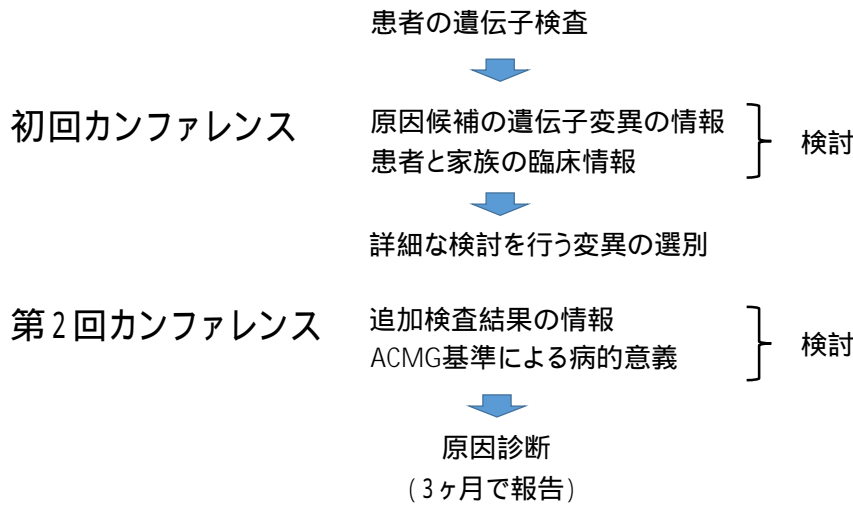 患者の遺伝子検査
初回カンファレンス
原因候補の遺伝子変異の情報
患者と家族の臨床情報
検討
詳細な検討を行う変異の選別
第2回カンファレンス
追加検査結果の情報
ACMG基準による病的意義
検討
原因診断
(3ヶ月で報告)